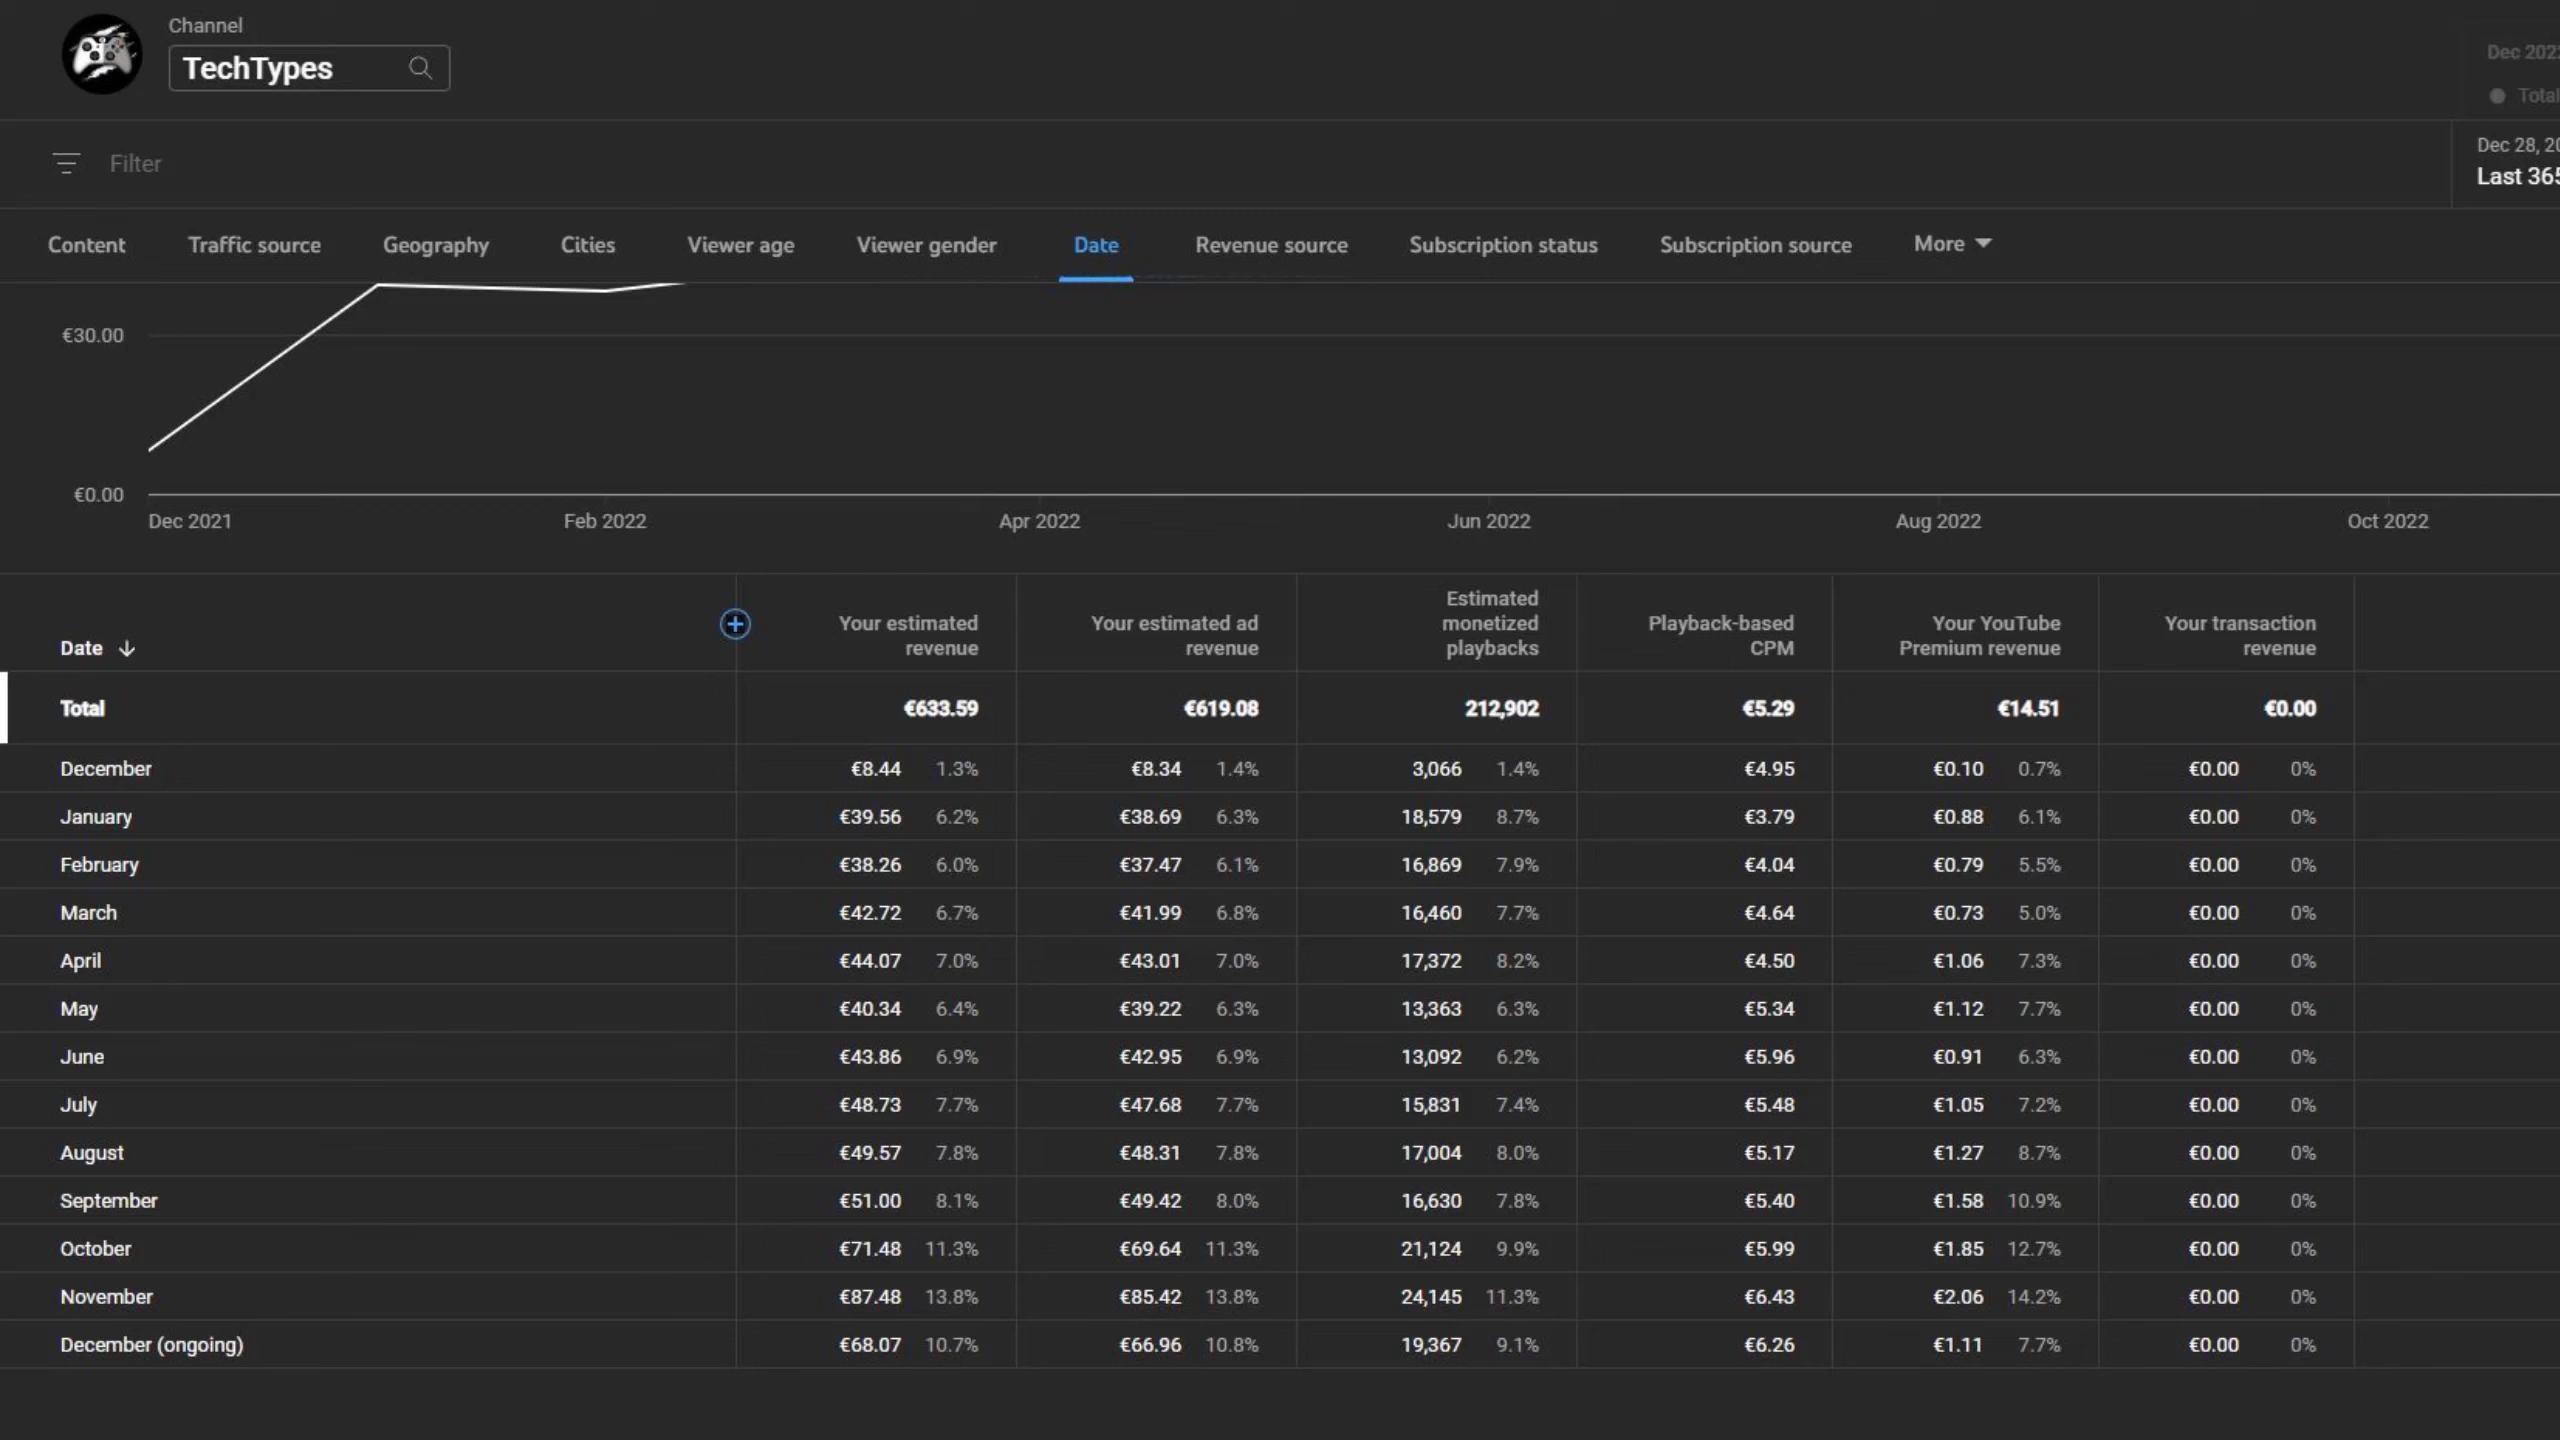 Channel
TechTypes
Dec 202
Total
Filter
Dec 28, 20
Last 365
Content Traffic source Geography Cities Viewer age Viewer gender Date Revenue source Subscription status Subscription source More
€30.00
€0.00
Dec 2021 Feb 2022 Apr 2022 Jun 2022 Aug 2022 Oct 2022
Date
Your estimated
revenue
Your estimated ad
revenue
Estimated
monetized
playbacks
Playback-based
CPM
Your YouTube
Premium revenue
Your transaction
revenue
Total €633.59 €619.08 212,902 €5.29 €14.51 €0.00
December €8.44 1.3% €8.34 1.4% 3,066 1.4% €4.95 €0.10 0.7% €0.00 0%
January €39.56 6.2% €38.69 6.3% 18,579 8.7% €3.79 €0.88 6.1% €0.00 0%
February €38.26 6.0% €37.47 6.1% 16,869 7.9% €4.04 €0.79 5.5% €0.00 0%
March €42.72 6.7% €41.99 6.8% 16,460 7.7% €4.64 €0.73 5.0% €0.00 0%
April €44.07 7.0% €43.01 7.0% 17,372 8.2% €4.50 €1.06 7.3% €0.00 0%
May €40.34 6.4% €39.22 6.3% 13,363 6.3% €5.34 €1.12 7.7% €0.00 0%
June €43.86 6.9% €42.95 6.9% 13,092 6.2% €5.96 €0.91 6.3% €0.00 0%
July €48.73 7.7% €47.68 7.7% 15,831 7.4% €5.48 €1.05 7.2% €0.00 0%
August €49.57 7.8% €48.31 7.8% 17,004 8.0% €5.17 €1.27 8.7% €0.00 0%
September €51.00 8.1% €49.42 8.0% 16,630 7.8% €5.40 €1.58 10.9% €0.00 0%
October €71.48 11.3% €69.64 11.3% 21,124 9.9% €5.99 €1.85 12.7% €0.00 0%
November €87.48 13.8% €85.42 13.8% 24,145 11.3% €6.43 €2.06 14.2% €0.00 0%
December (ongoing) €68.07 10.7% €66.96 10.8% 19,367 9.1% €6.26 €1.11 7.7% €0.00 0%